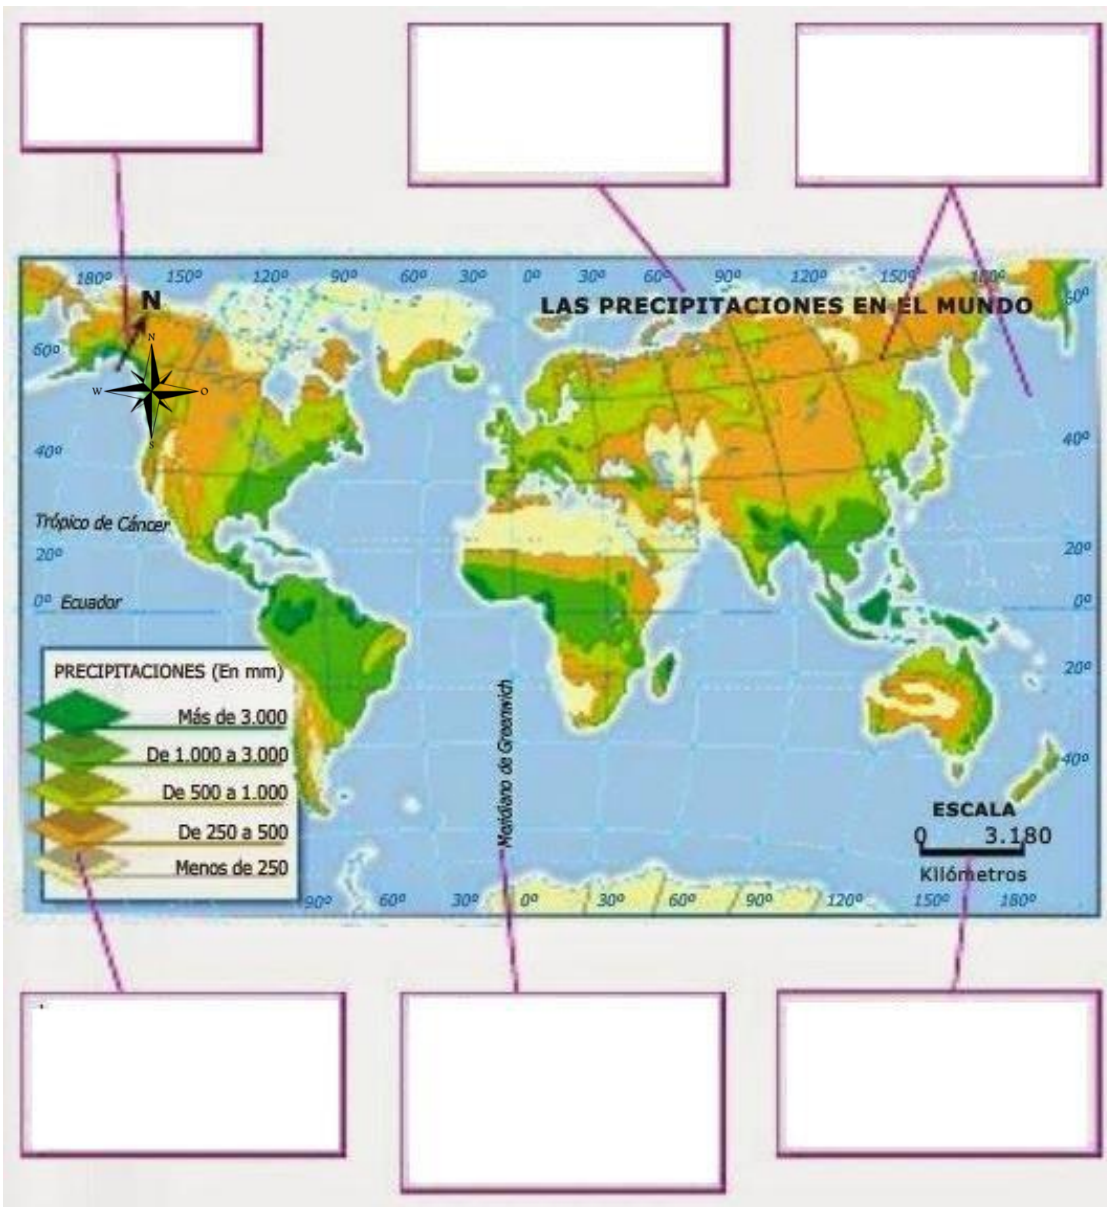 180º 150º 120º 90º 60º 30º 0º 30º 60º 90º 120º 150º 180º
N
LAS PRECIPITACIONES EN EL MUNDO
60º
N
60º
W O
S
40º
40º
Trópico de Cáncer
20º
20º
0º Ecuador
0º
PRECIPITACIONES (En mm)
Más de 3.000
De 1.000 a 3.000
De 500 a 1.000
De 250 a 500
Menos de 250
Meridiano de Greenwich
20º
40º
ESCALA
0 3.180
Kilómetros
90º 60º 30º 0º 30º 60º 90º 120º 150º 180º